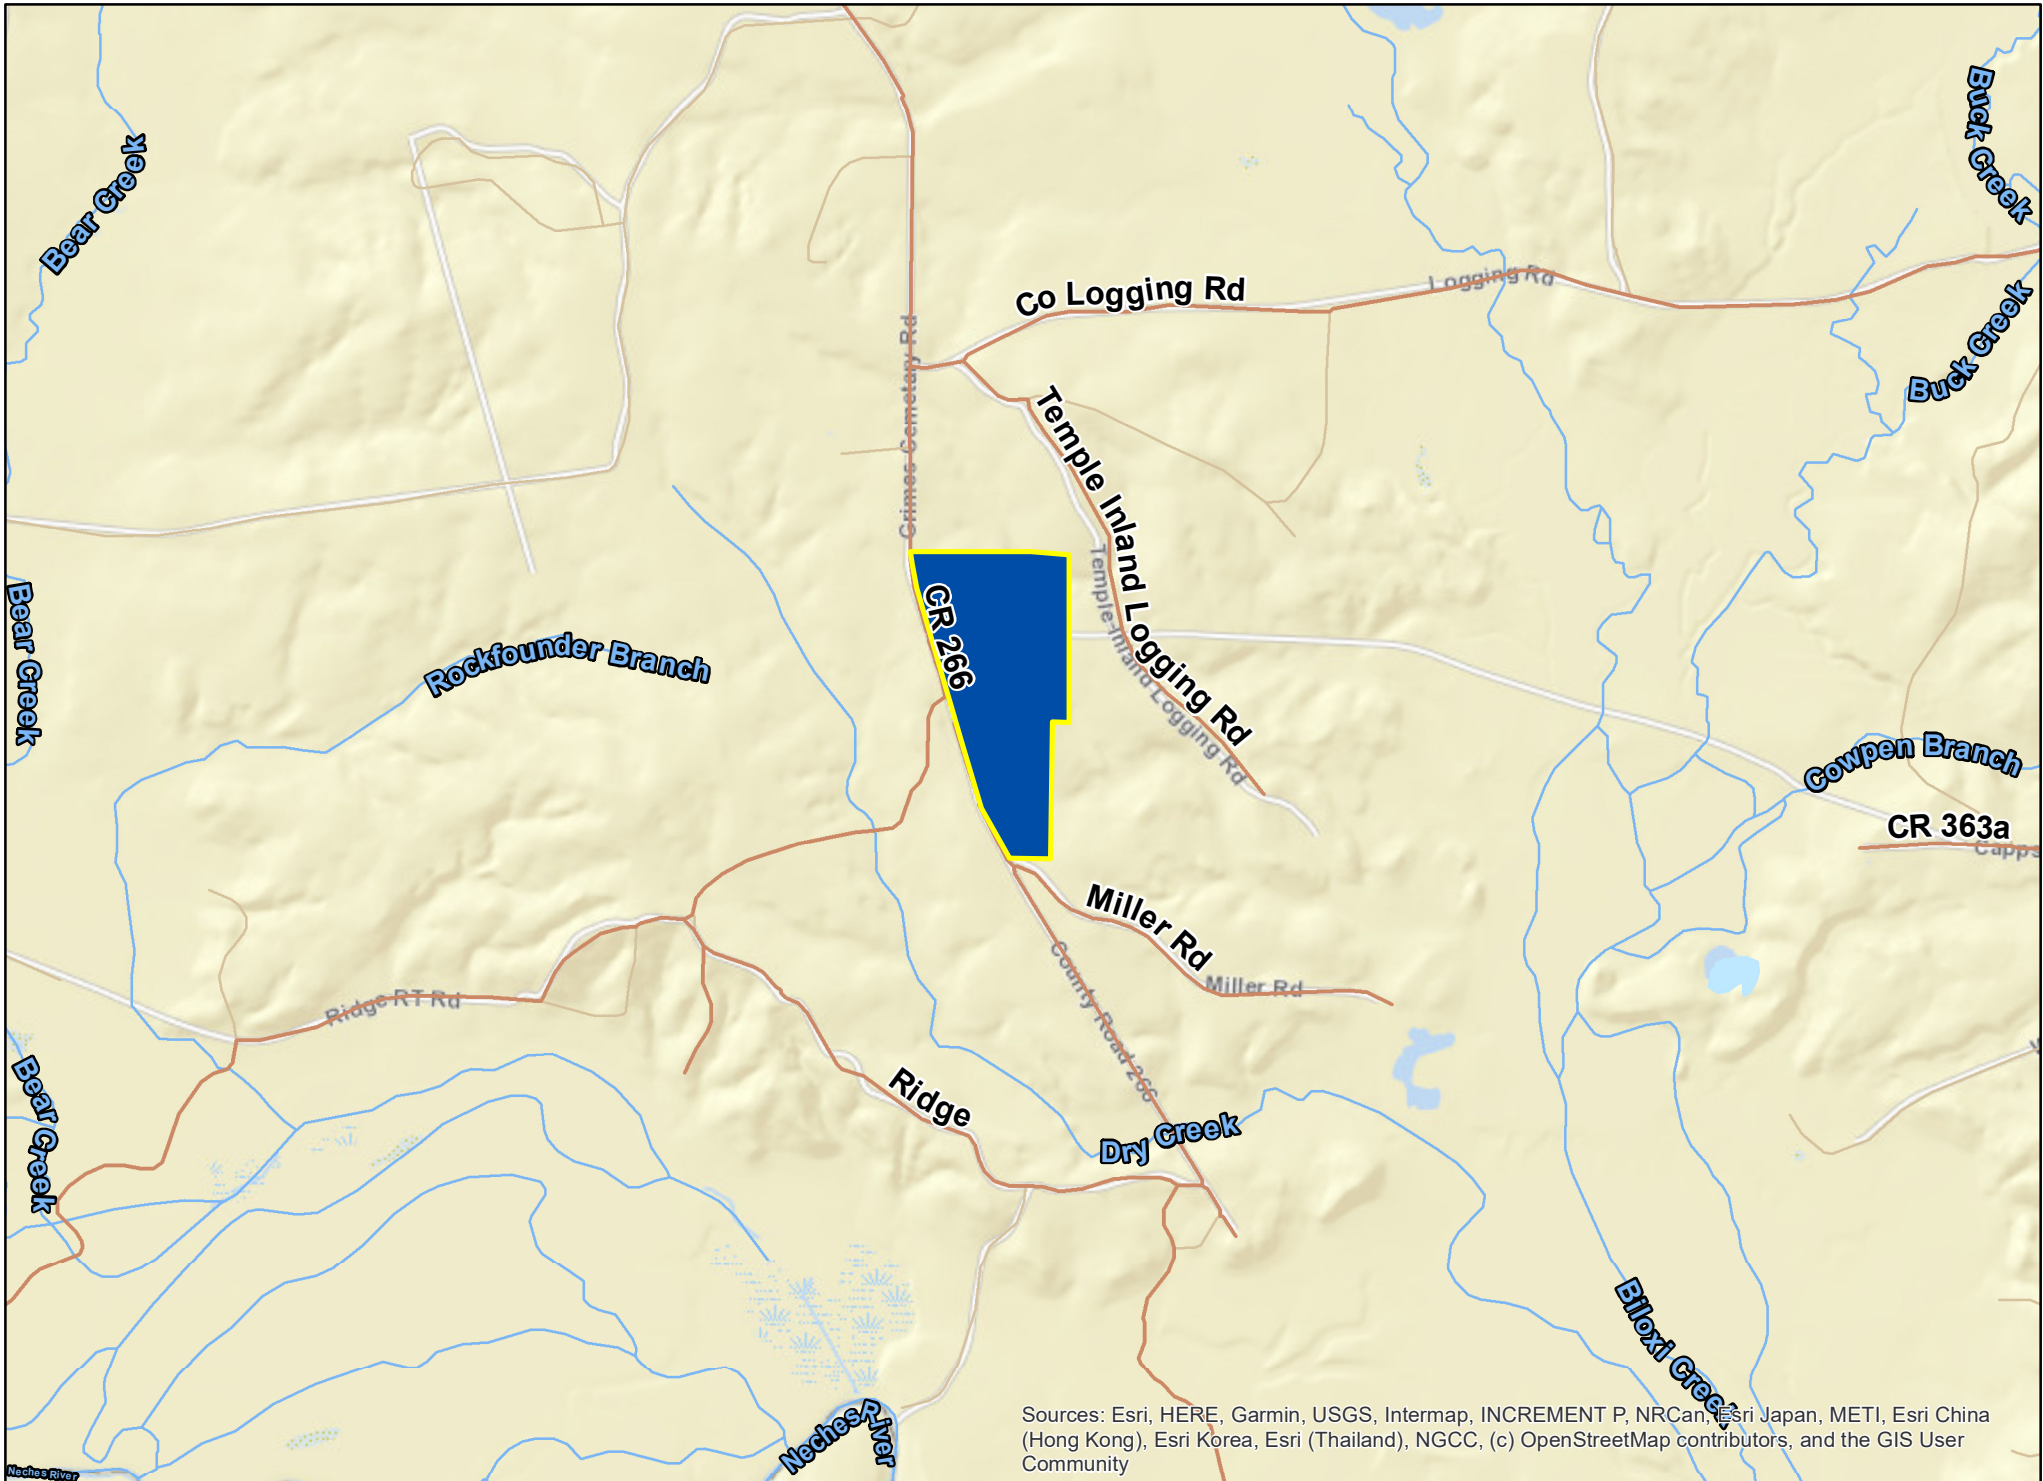 Buck Creek
Bear Creek
Logging Rd
Co Logging Rd
Buck Creek
Grimes Cemetary Rd
Temple Inland Logging Rd
Temple-Inland Logging Rd
CR 266
Bear Creek
Rockfounder Branch
Cowpen Branch
CR 363a
Capps
Miller Rd
Miller Rd
Ridge RT Rd
County Road 266
Bear Creek
Ridge
Dry Creek
Biloxi Creek
Neches River
Neches River
Sources: Esri, HERE, Garmin, USGS, Intermap, INCREMENT P, NRCan, Esri Japan, METI, Esri China
(Hong Kong), Esri Korea, Esri (Thailand), NGCC, (c) OpenStreetMap contributors, and the GIS User
Community